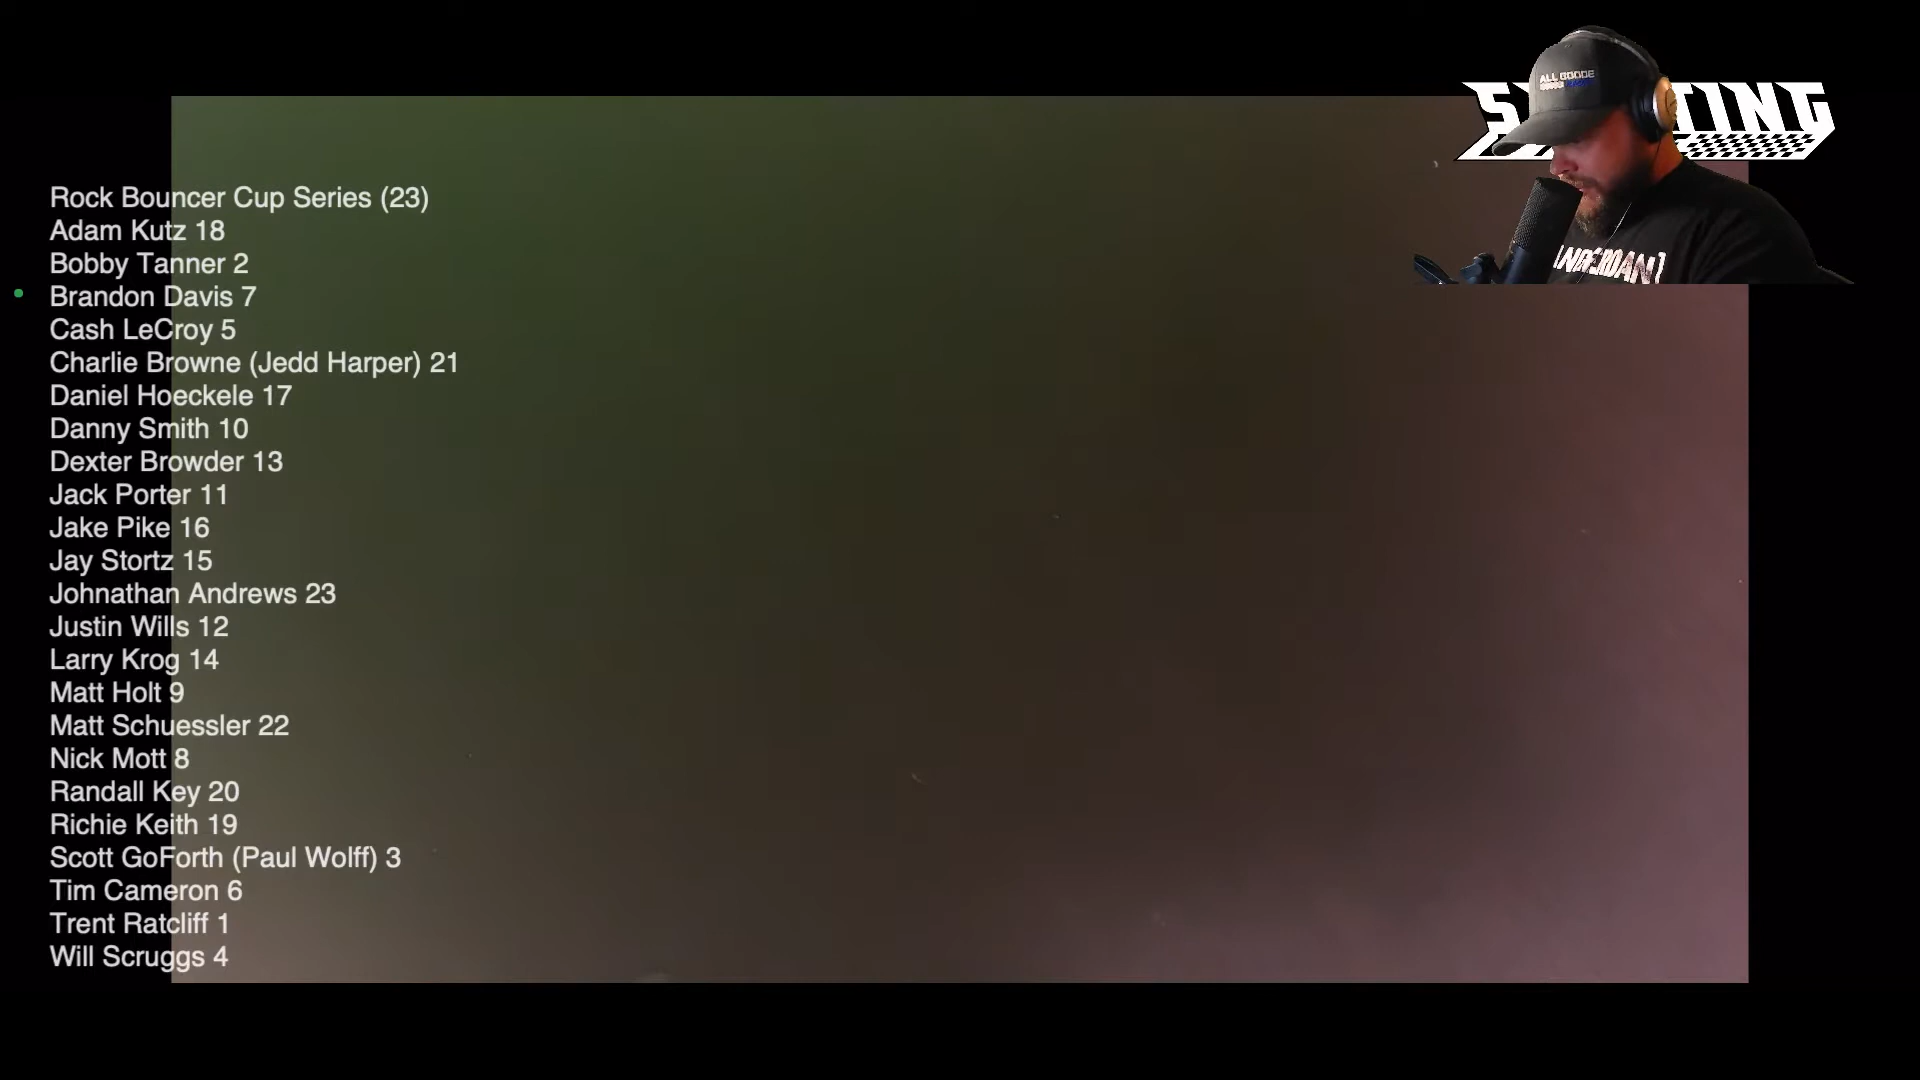 Rock Bouncer Cup Series (23)
Adam Kutz 18
Bobby Tanner 2
Brandon Davis 7
Cash LeCroy 5
Charlie Browne (Jedd Harper) 21
Daniel Hoeckele 17
Danny Smith 10
Dexter Browder 13
Jack Porter 11
Jake Pike 16
Jay Stortz 15
Johnathan Andrews 23
Justin Wills 12
Larry Krog 14
Matt Holt 9
Matt Schuessler 22
Nick Mott 8
Randall Key 20
Richie Keith 19
Scott GoForth (Paul Wolff) 3
Tim Cameron 6
Trent Ratcliff 1
Will Scruggs 4
ALL GOODE